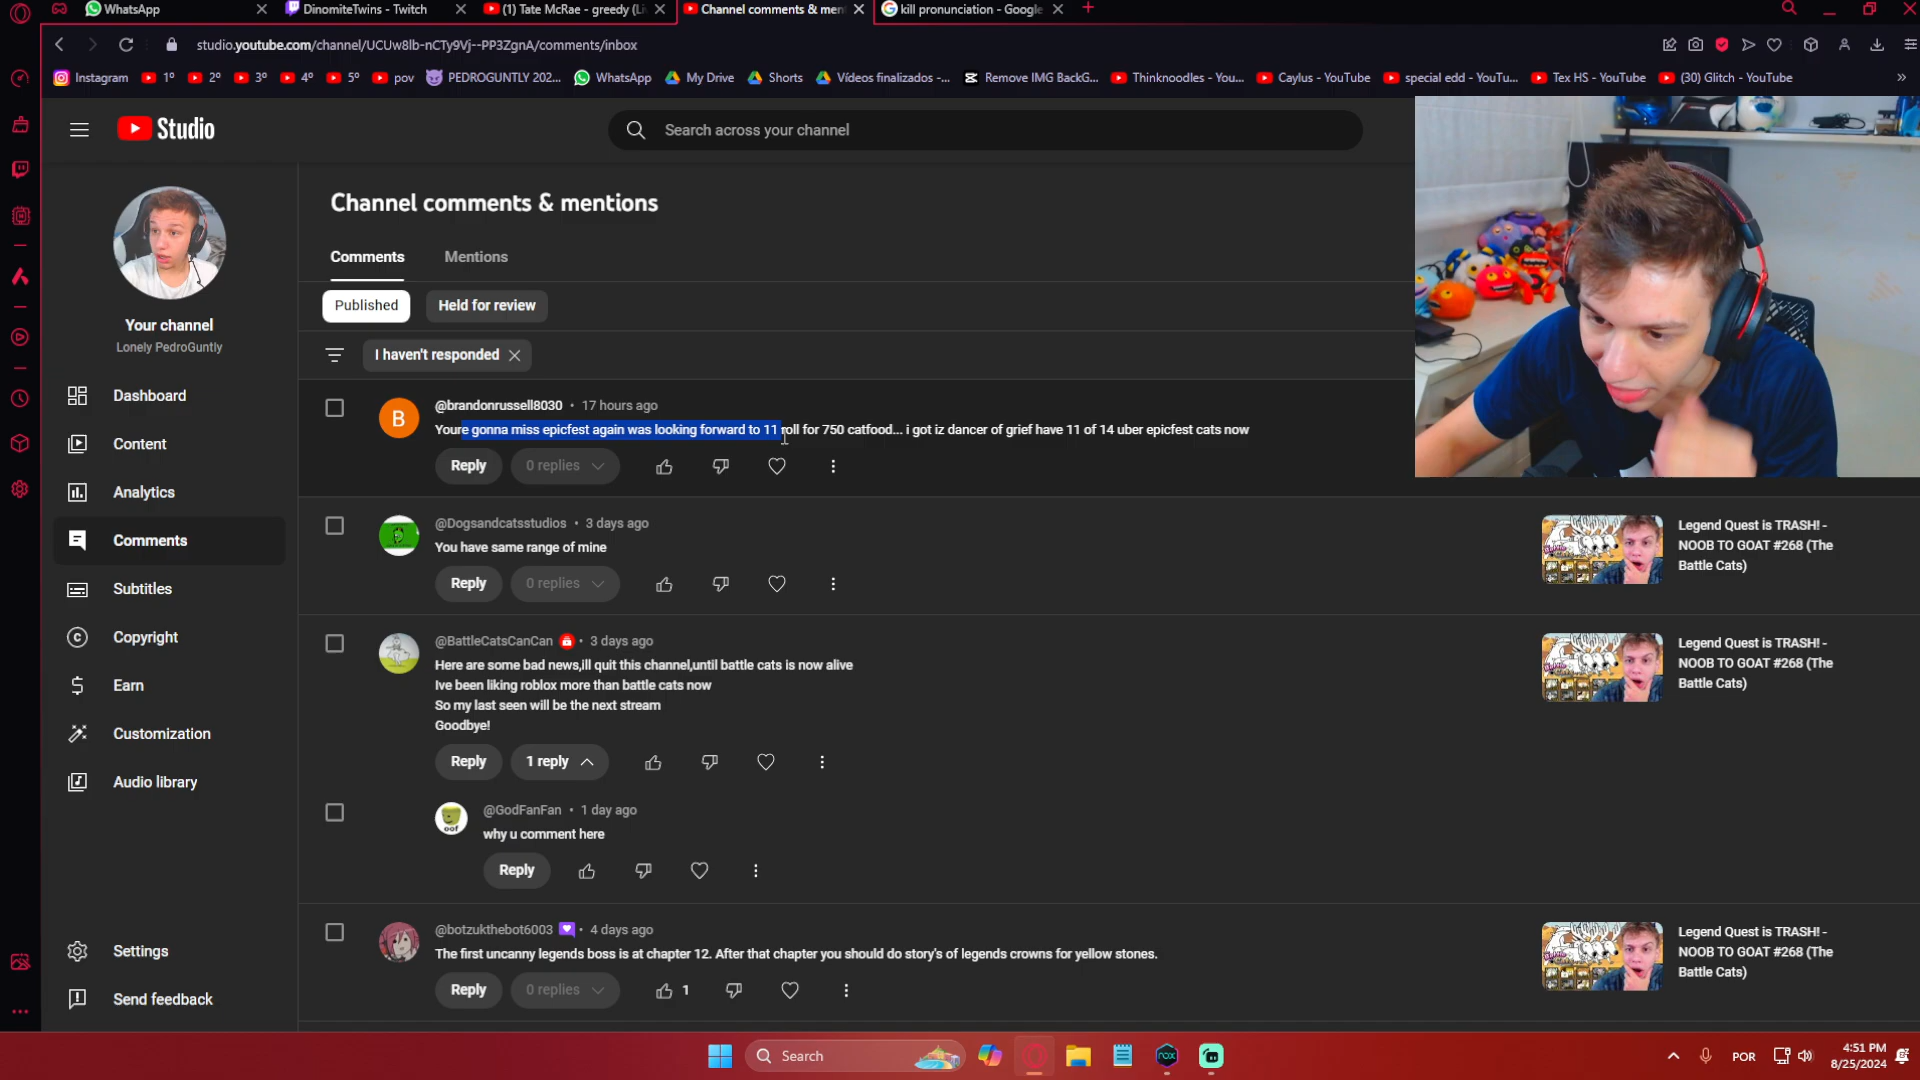 WhatsApp
DinomiteTwins - Twitch
(1) Tate McRae - greedy (Li
Channel comments & men
kill pronunciation - Google
studio.youtube.com/channel/UCUw8lb-nCTy9Vj--PP3ZgnA/comments/inbox
Instagram
1º
2º
3º
4º
5º
pov
PEDROGUNTLY 202...
WhatsApp
My Drive
Shorts
Vídeos finalizados -...
Remove IMG BackG...
Thinknoodles - You...
Caylus - YouTube
special edd - YouTu...
Tex HS - YouTube
(30) Glitch - YouTube
Studio
Search across your channel
Your channel
Lonely PedroGuntly
Dashboard
Content
Analytics
Comments
Subtitles
Copyright
Earn
Customization
Audio library
Settings
Send feedback
Channel comments & mentions
Comments
Mentions
Published
Held for review
I haven't responded
B
@brandonrussell8030 • 17 hours ago
Youre gonna miss epicfest again was looking forward to 11 roll for 750 catfood... i got iz dancer of grief have 11 of 14 uber epicfest cats now
Reply
0 replies
@Dogsandcatsstudios • 3 days ago
You have same range of mine
Reply
0 replies
Legend Quest is TRASH! -
NOOB TO GOAT #268 (The
Battle Cats)
@BattleCatsCanCan • 3 days ago
Here are some bad news,ill quit this channel,until battle cats is now alive
Ive been liking roblox more than battle cats now
So my last seen will be the next stream
Goodbye!
Reply
1 reply
Legend Quest is TRASH! -
NOOB TO GOAT #268 (The
Battle Cats)
oof
@GodFanFan • 1 day ago
why u comment here
Reply
@botzukthebot6003 • 4 days ago
The first uncanny legends boss is at chapter 12. After that chapter you should do story's of legends crowns for yellow stones.
Reply
0 replies
1
Legend Quest is TRASH! -
NOOB TO GOAT #268 (The
Battle Cats)
Search
nox
POR
4:51 PM
8/25/2024